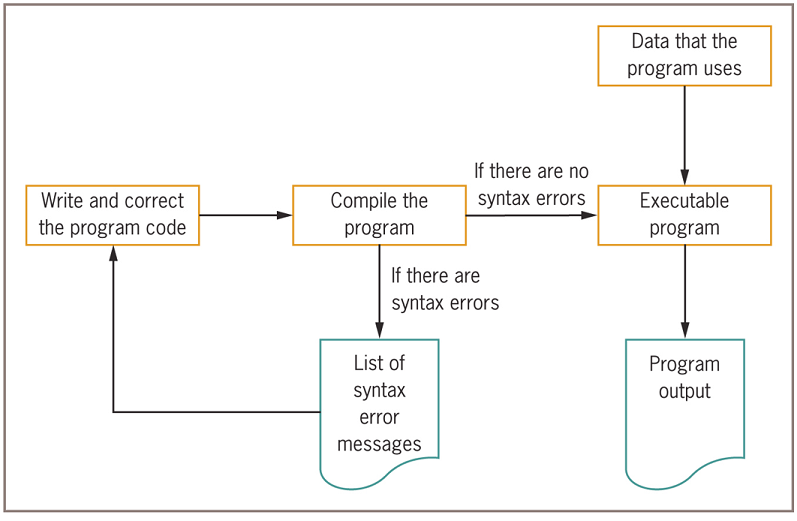 Data that the
program uses
Write and correct
the program code
Compile the
program
If there are no
syntax errors
Executable
program
If there are
syntax errors
List of
syntax
error
messages
Program
output